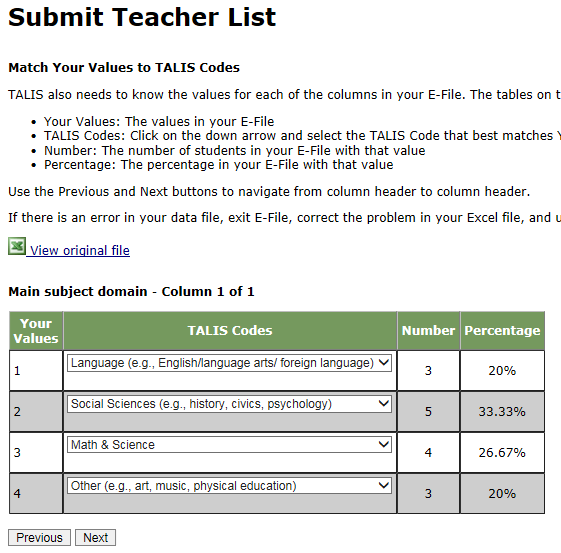 Submit Teacher List
Match Your Values to TALIS Codes
TALIS also needs to know the values for each of the columns in your E-File. The tables on
• Your Values: The values in your E-File
• TALIS Codes: Click on the down arrow and select the TALIS Code that best matches
• Number: The number of students in your E-File with that value
• Percentage: The percentage in your E-File with that value
Use the Previous and Next buttons to navigate from column header to column header.
If there is an error in your data file, exit E-File, correct the problem in your Excel file, and
View original file
Main subject domain - Column 1 of 1
Your Values TALIS Codes Number Percentage
1 Language (e.g., English/language arts/ foreign language) 3 20%
2 Social Sciences (e.g., history, civics, psychology) 5 33.33%
3 Math & Science 4 26.67%
4 Other (e.g., art, music, physical education) 3 20%
Previous Next